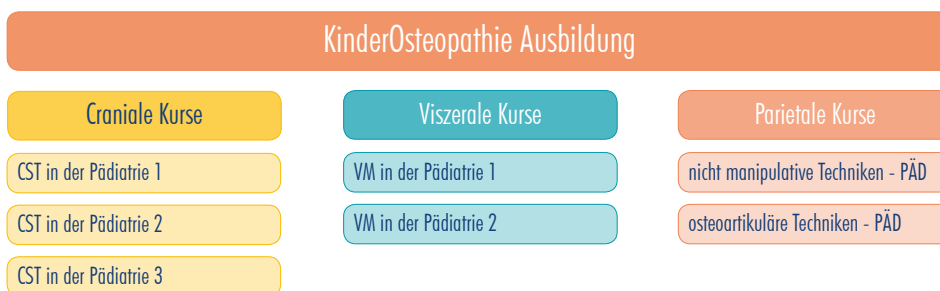 KinderOsteopathie Ausbildung
Craniale Kurse
CST in der Pädiatrie 1
CST in der Pädiatrie 2
CST in der Pädiatrie 3
Viszerale Kurse
VM in der Pädiatrie 1
VM in der Pädiatrie 2
Parietale Kurse
nicht manipulative Techniken - PÄD
osteoartikuläre Techniken - PÄD